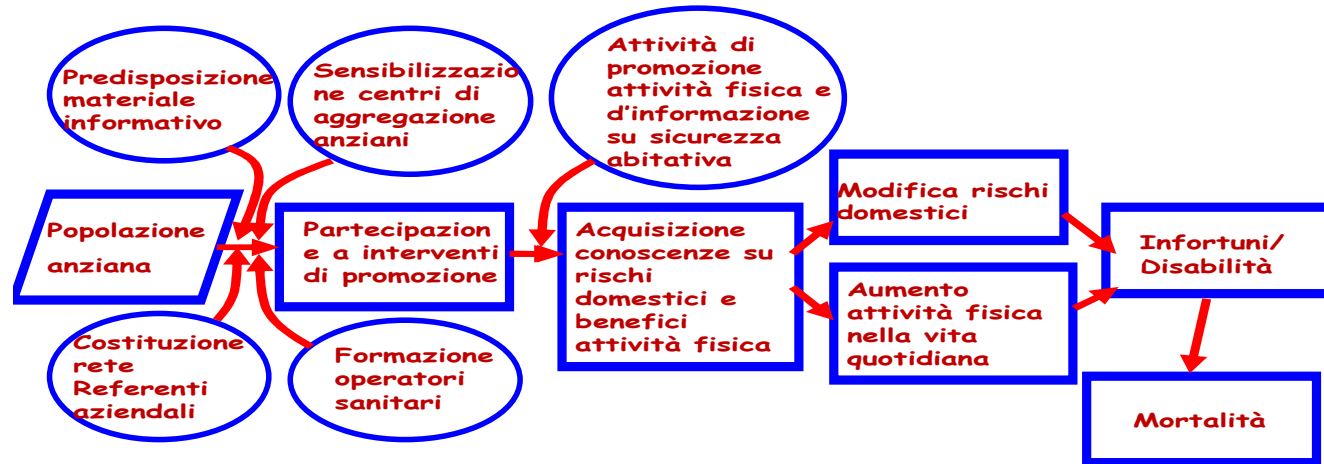 Predisposizione
materiale
informativo
Sensibilizzazio
ne centri di
aggregazione
anziani
Attività di
promozione
attività fisica e
d'informazione
su sicurezza
abitativa
Popolazione
anziana
Partecipazion
e a interventi
di promozione
Acquisizione
conoscenze su
rischi
domestici e
benefici
attività fisica
Modifica rischi
domestici
Aumento
attività fisica
nella vita
quotidiana
Infortuni/
Disabilità
Costituzione
rete
Referenti
aziendali
Formazione
operatori
sanitari
Mortalità